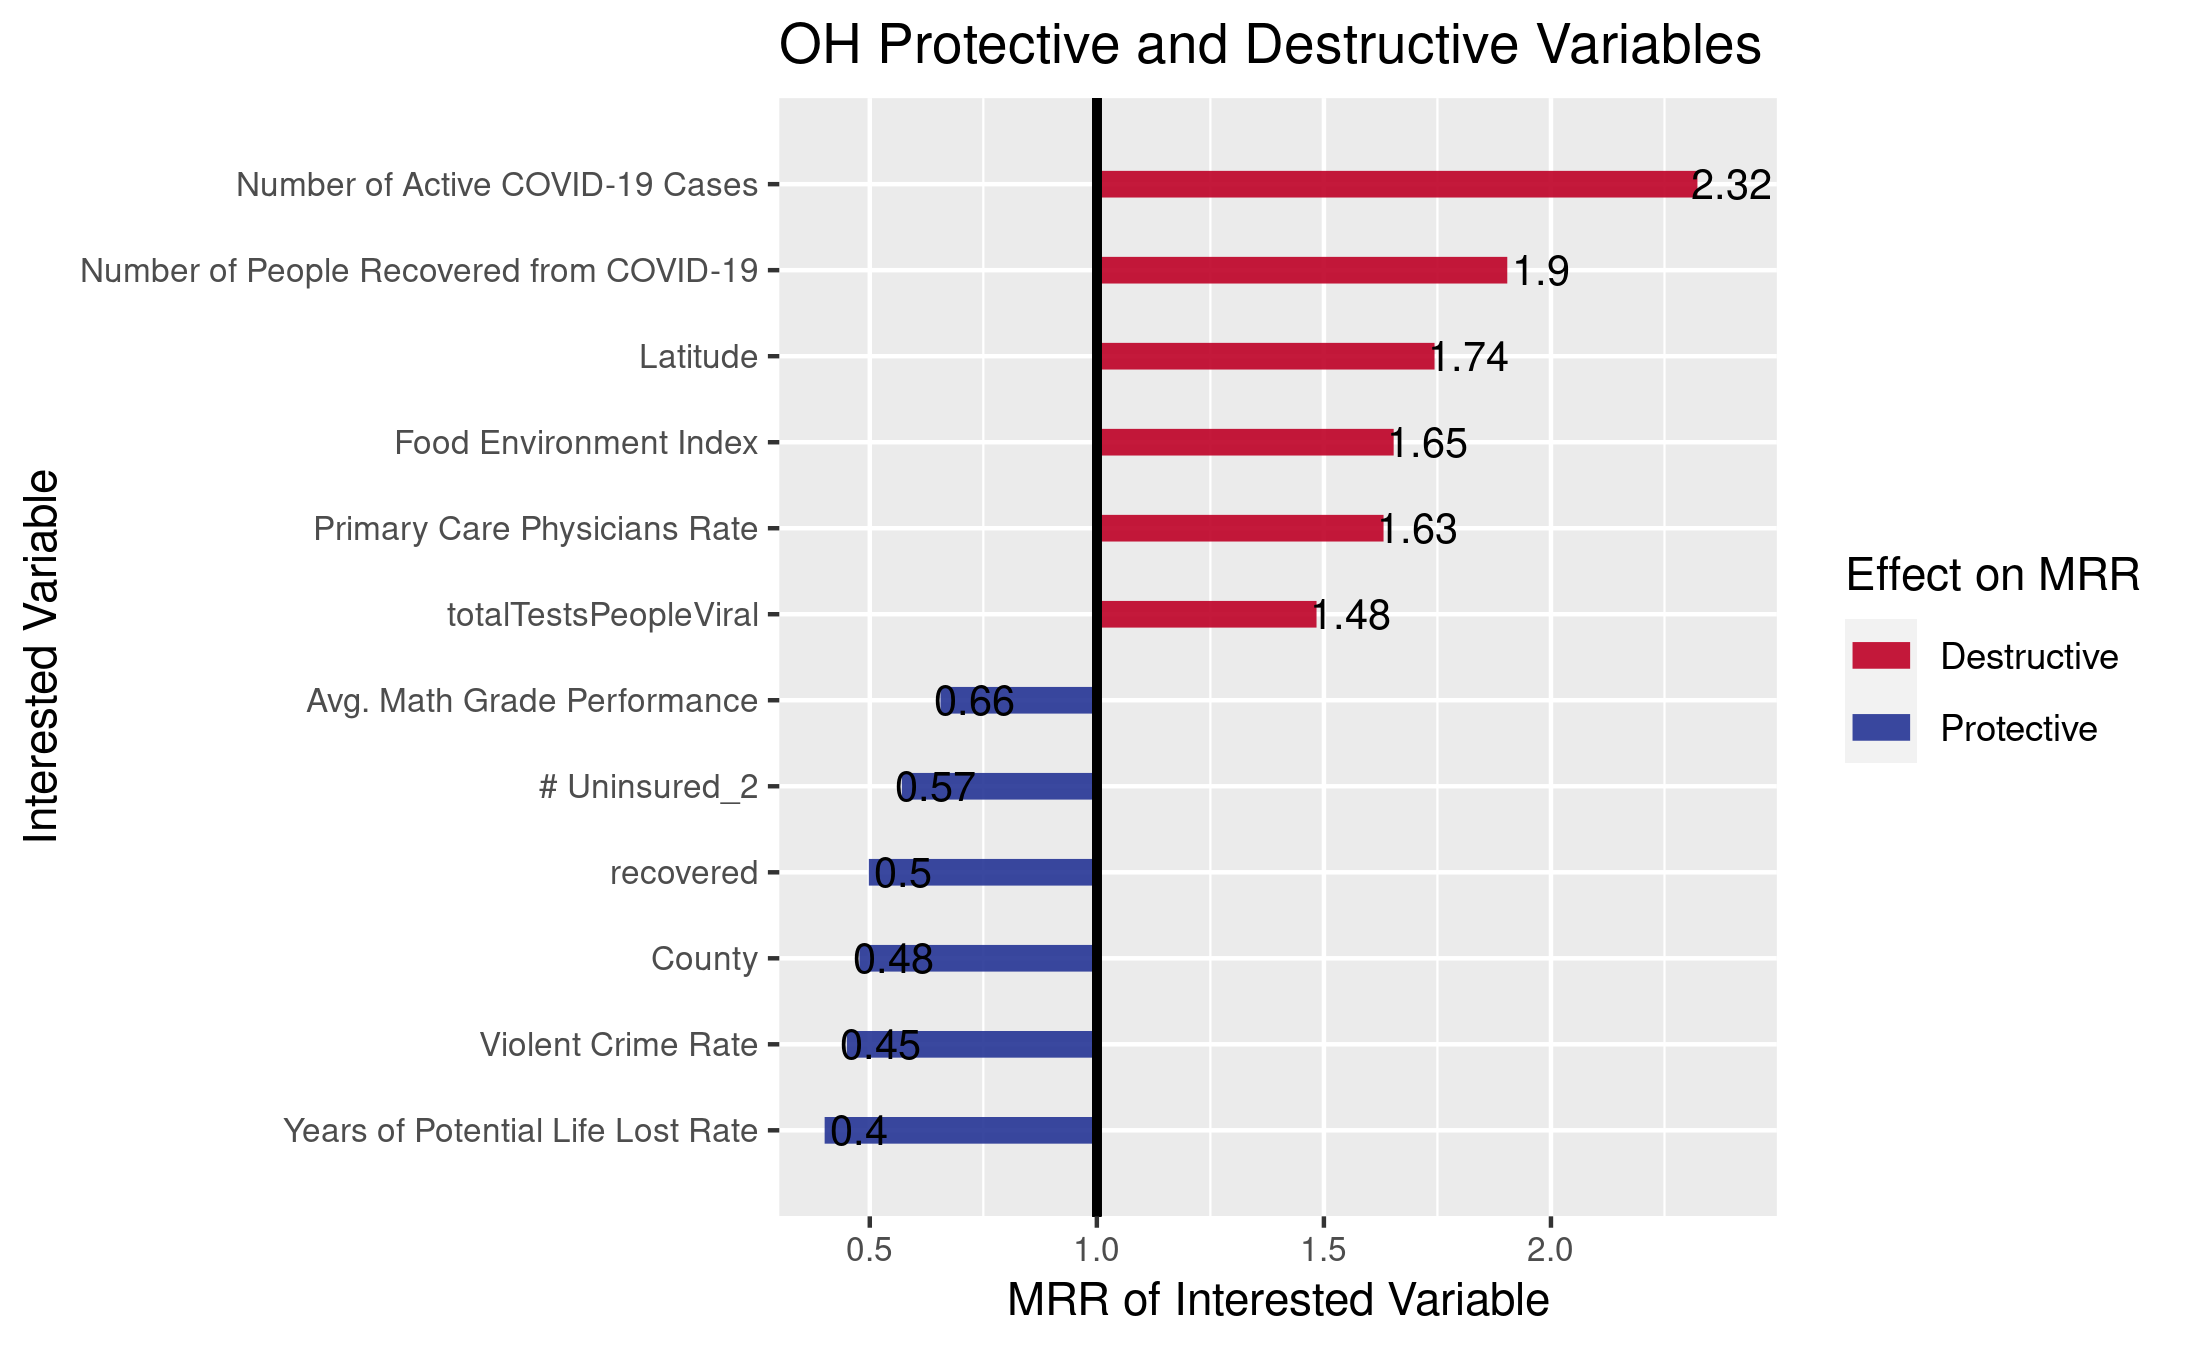 OH Protective and Destructive Variables
Interested Variable
Number of Active COVID-19 Cases
2.32
Number of People Recovered from COVID-19
1.9
Latitude
1.74
Food Environment Index
1.65
Primary Care Physicians Rate
1.63
totalTestsPeopleViral
1.48
Avg. Math Grade Performance
0.66
# Uninsured_2
0.57
recovered
0.5
County
0.48
Violent Crime Rate
0.45
Years of Potential Life Lost Rate
0.4
0.5 1.0 1.5 2.0
MRR of Interested Variable
Effect on MRR
Destructive
Protective